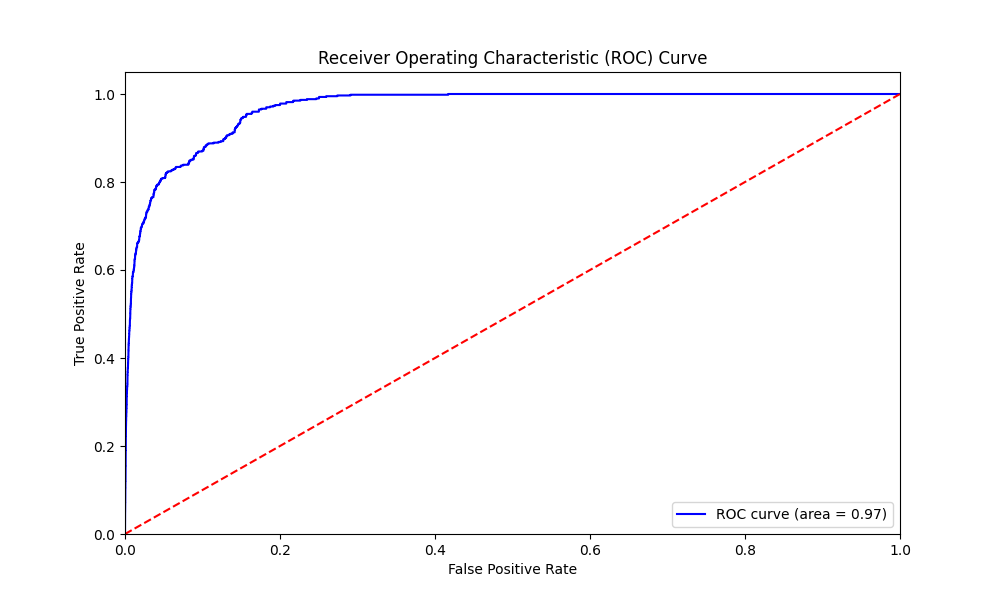 Receiver Operating Characteristic (ROC) Curve
True Positive Rate
1.0
0.8
0.6
0.4
0.2
0.0
ROC curve (area = 0.97)
0.0 0.2 0.4 0.6 0.8 1.0
False Positive Rate